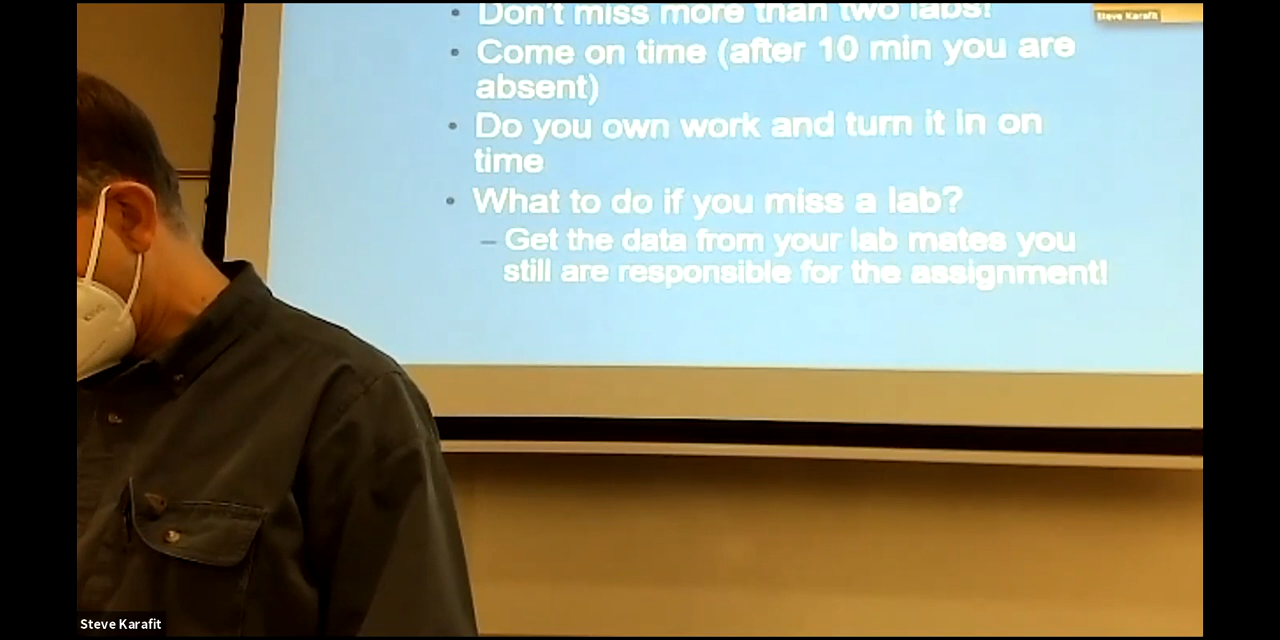 • Don't miss more than two labs!
Steve Karafit
• Come on time (after 10 min you are
absent)
• Do you own work and turn it in on
time
• What to do if you miss a lab?
– Get the data from your lab mates you
still are responsible for the assignment!
Steve Karafit